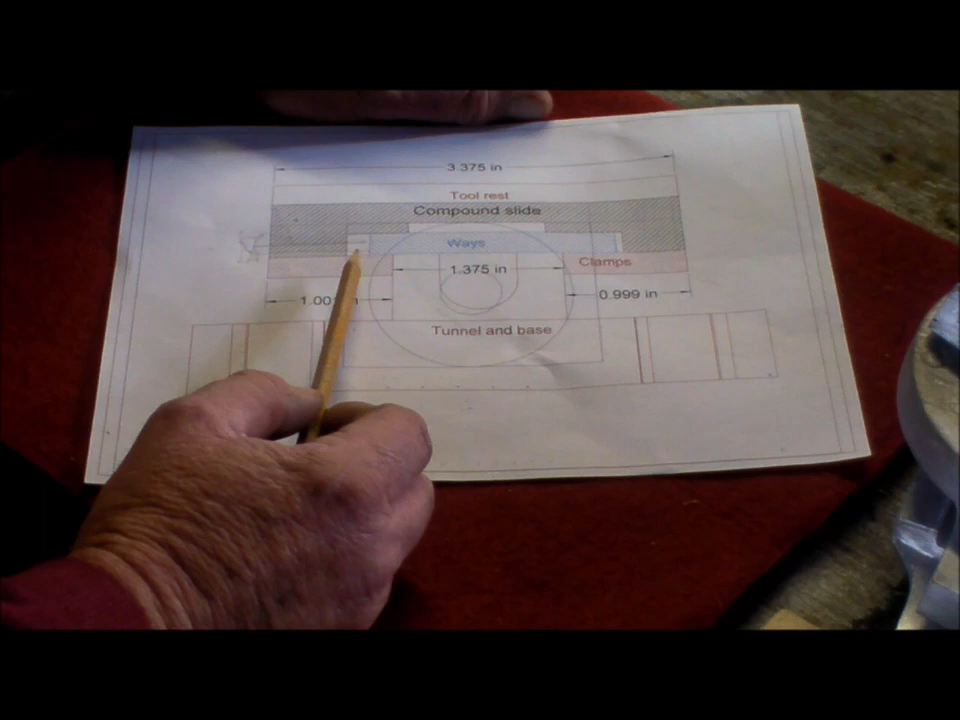 3.375 in
Tool rest
Compound slide
Ways
Clamps
1.375 in
0.999 in
Tunnel and base